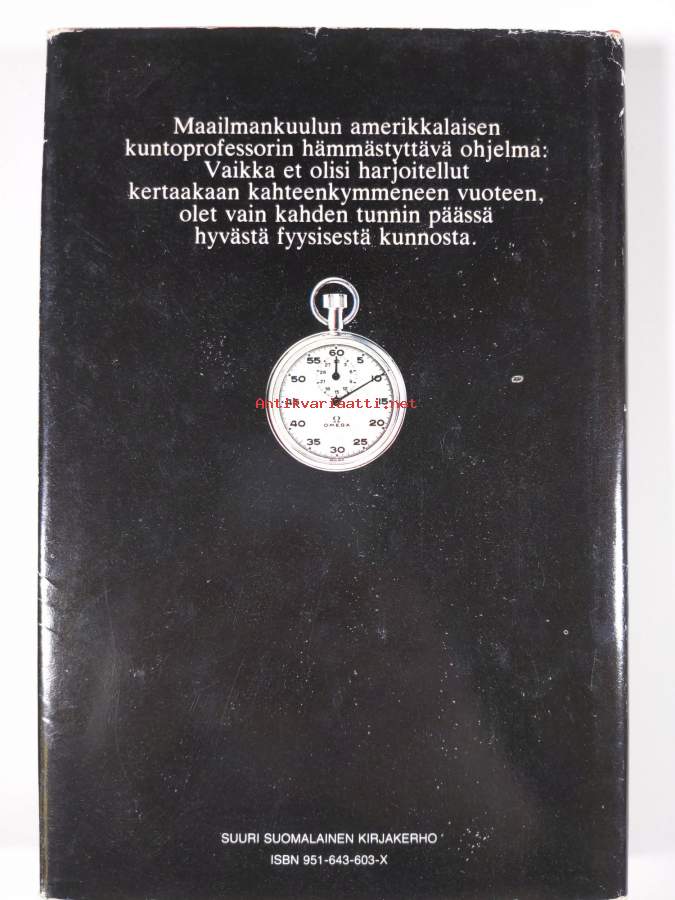 Maailmankuulun amerikkalaisen
kuntoprofessorin hämmästyttävä ohjelma:
Vaikka et olisi harjoitellut
kertaakaan kahteenkymmeneen vuoteen,
olet vain kahden tunnin päässä
hyvästä fyysisestä kunnosta.
60
55 5
50 10
45 15
Antikvariaatti.net
40 20
Ω
OMEGA
35 25
30
SUURI SUOMALAINEN KIRJAKERHO
ISBN 951-643-603-X